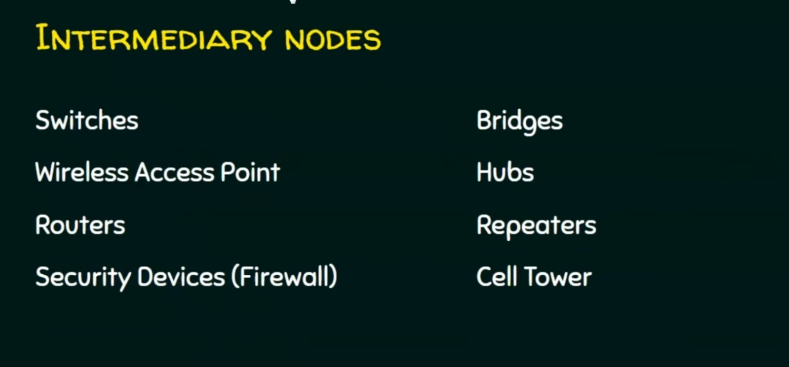 Intermediary nodes
Switches
Wireless Access Point
Routers
Security Devices (Firewall)
Bridges
Hubs
Repeaters
Cell Tower